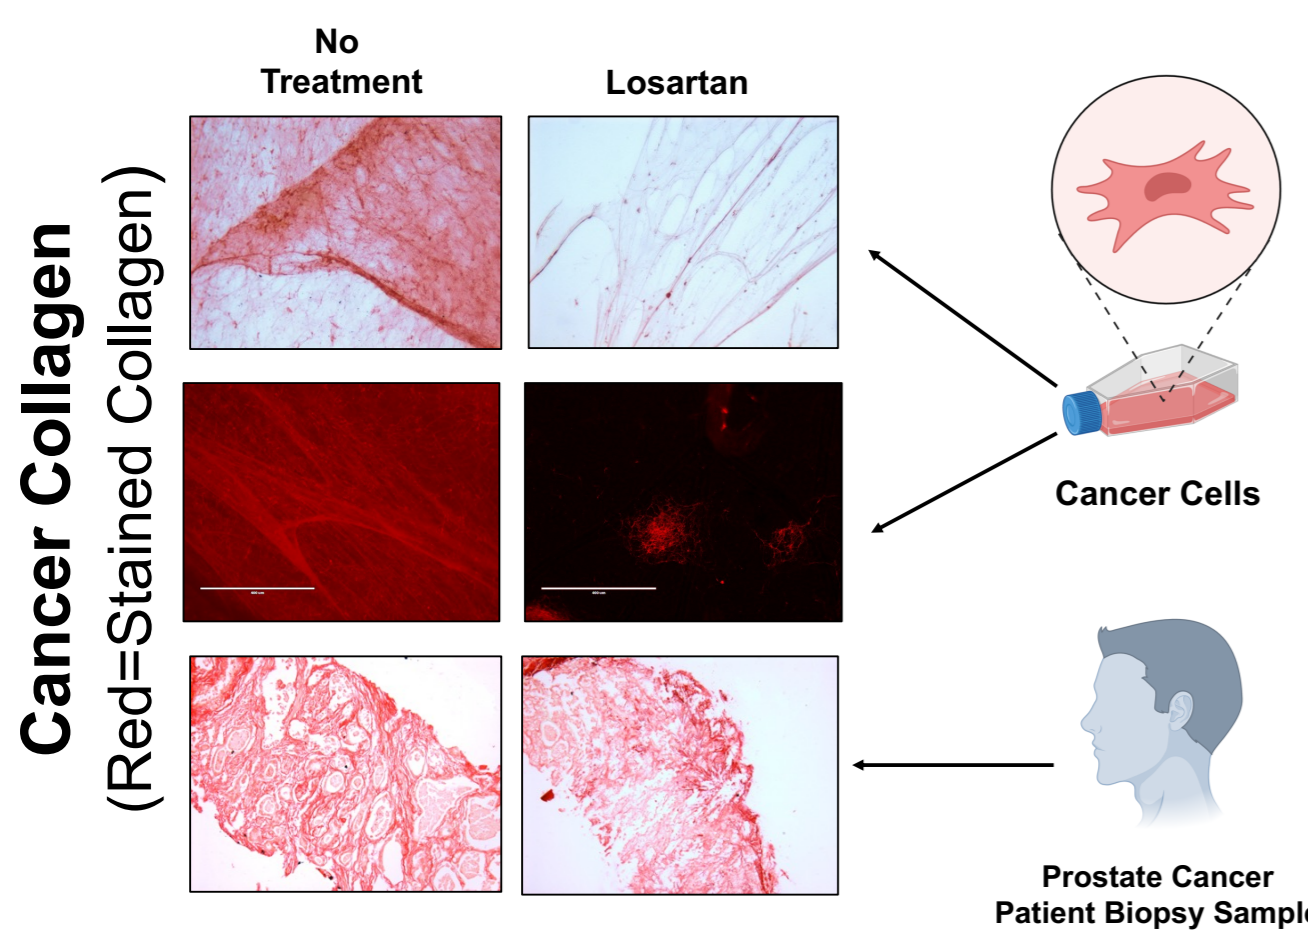 No
Treatment
Losartan
Cancer Collagen
(Red=Stained Collagen)
Cancer Cells
Prostate Cancer
Patient Biopsy Sample